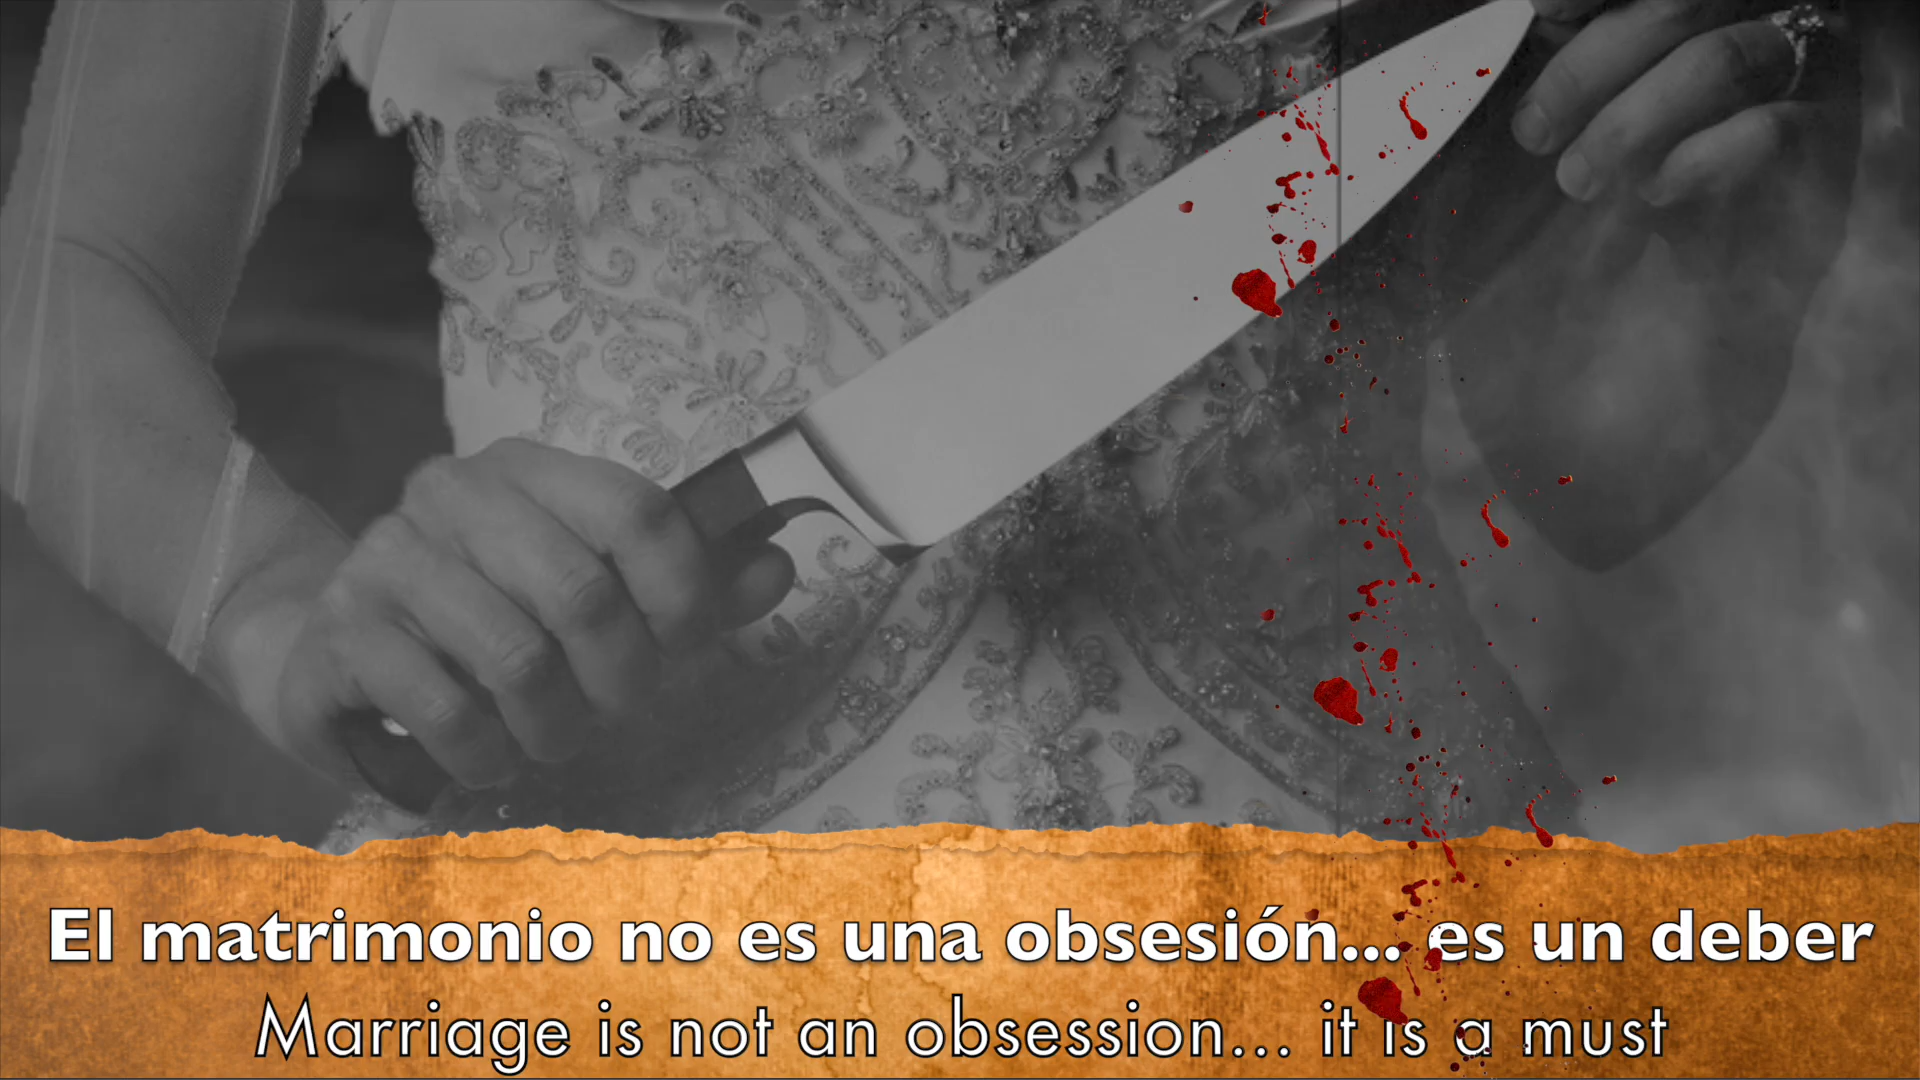 El matrimonio no es una obsesión... es un deber
Marriage is not an obsession... it is a must